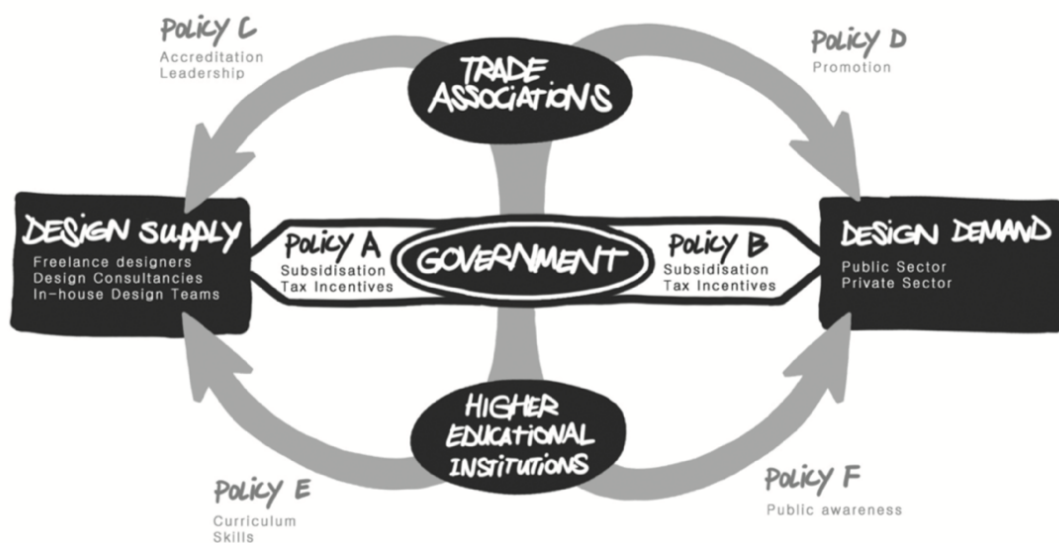 POLICY C
Accreditation
Leadership
TRADE
ASSOCIATIONS
POLICY D
Promotion
DESIGN SUPPLY
Freelance designers
Design Consultancies
In-house Design Teams
POLICY A
Subsidisation
Tax Incentives
GOVERNMENT
POLICY B
Subsidisation
Tax Incentives
DESIGN DEMAND
Public Sector
Private Sector
HIGHER
EDUCATIONAL
INSTITUTIONS
POLICY E
Curriculum
Skills
POLICY F
Public awareness